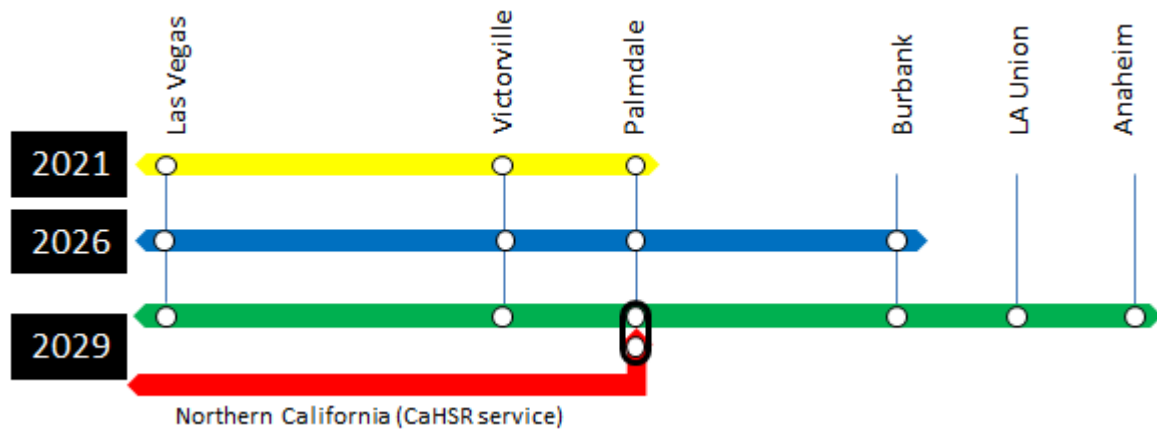 Las Vegas
Victorville
Palmdale
Burbank
LA Union
Anaheim
2021
2026
2029
Northern California (CaHSR service)